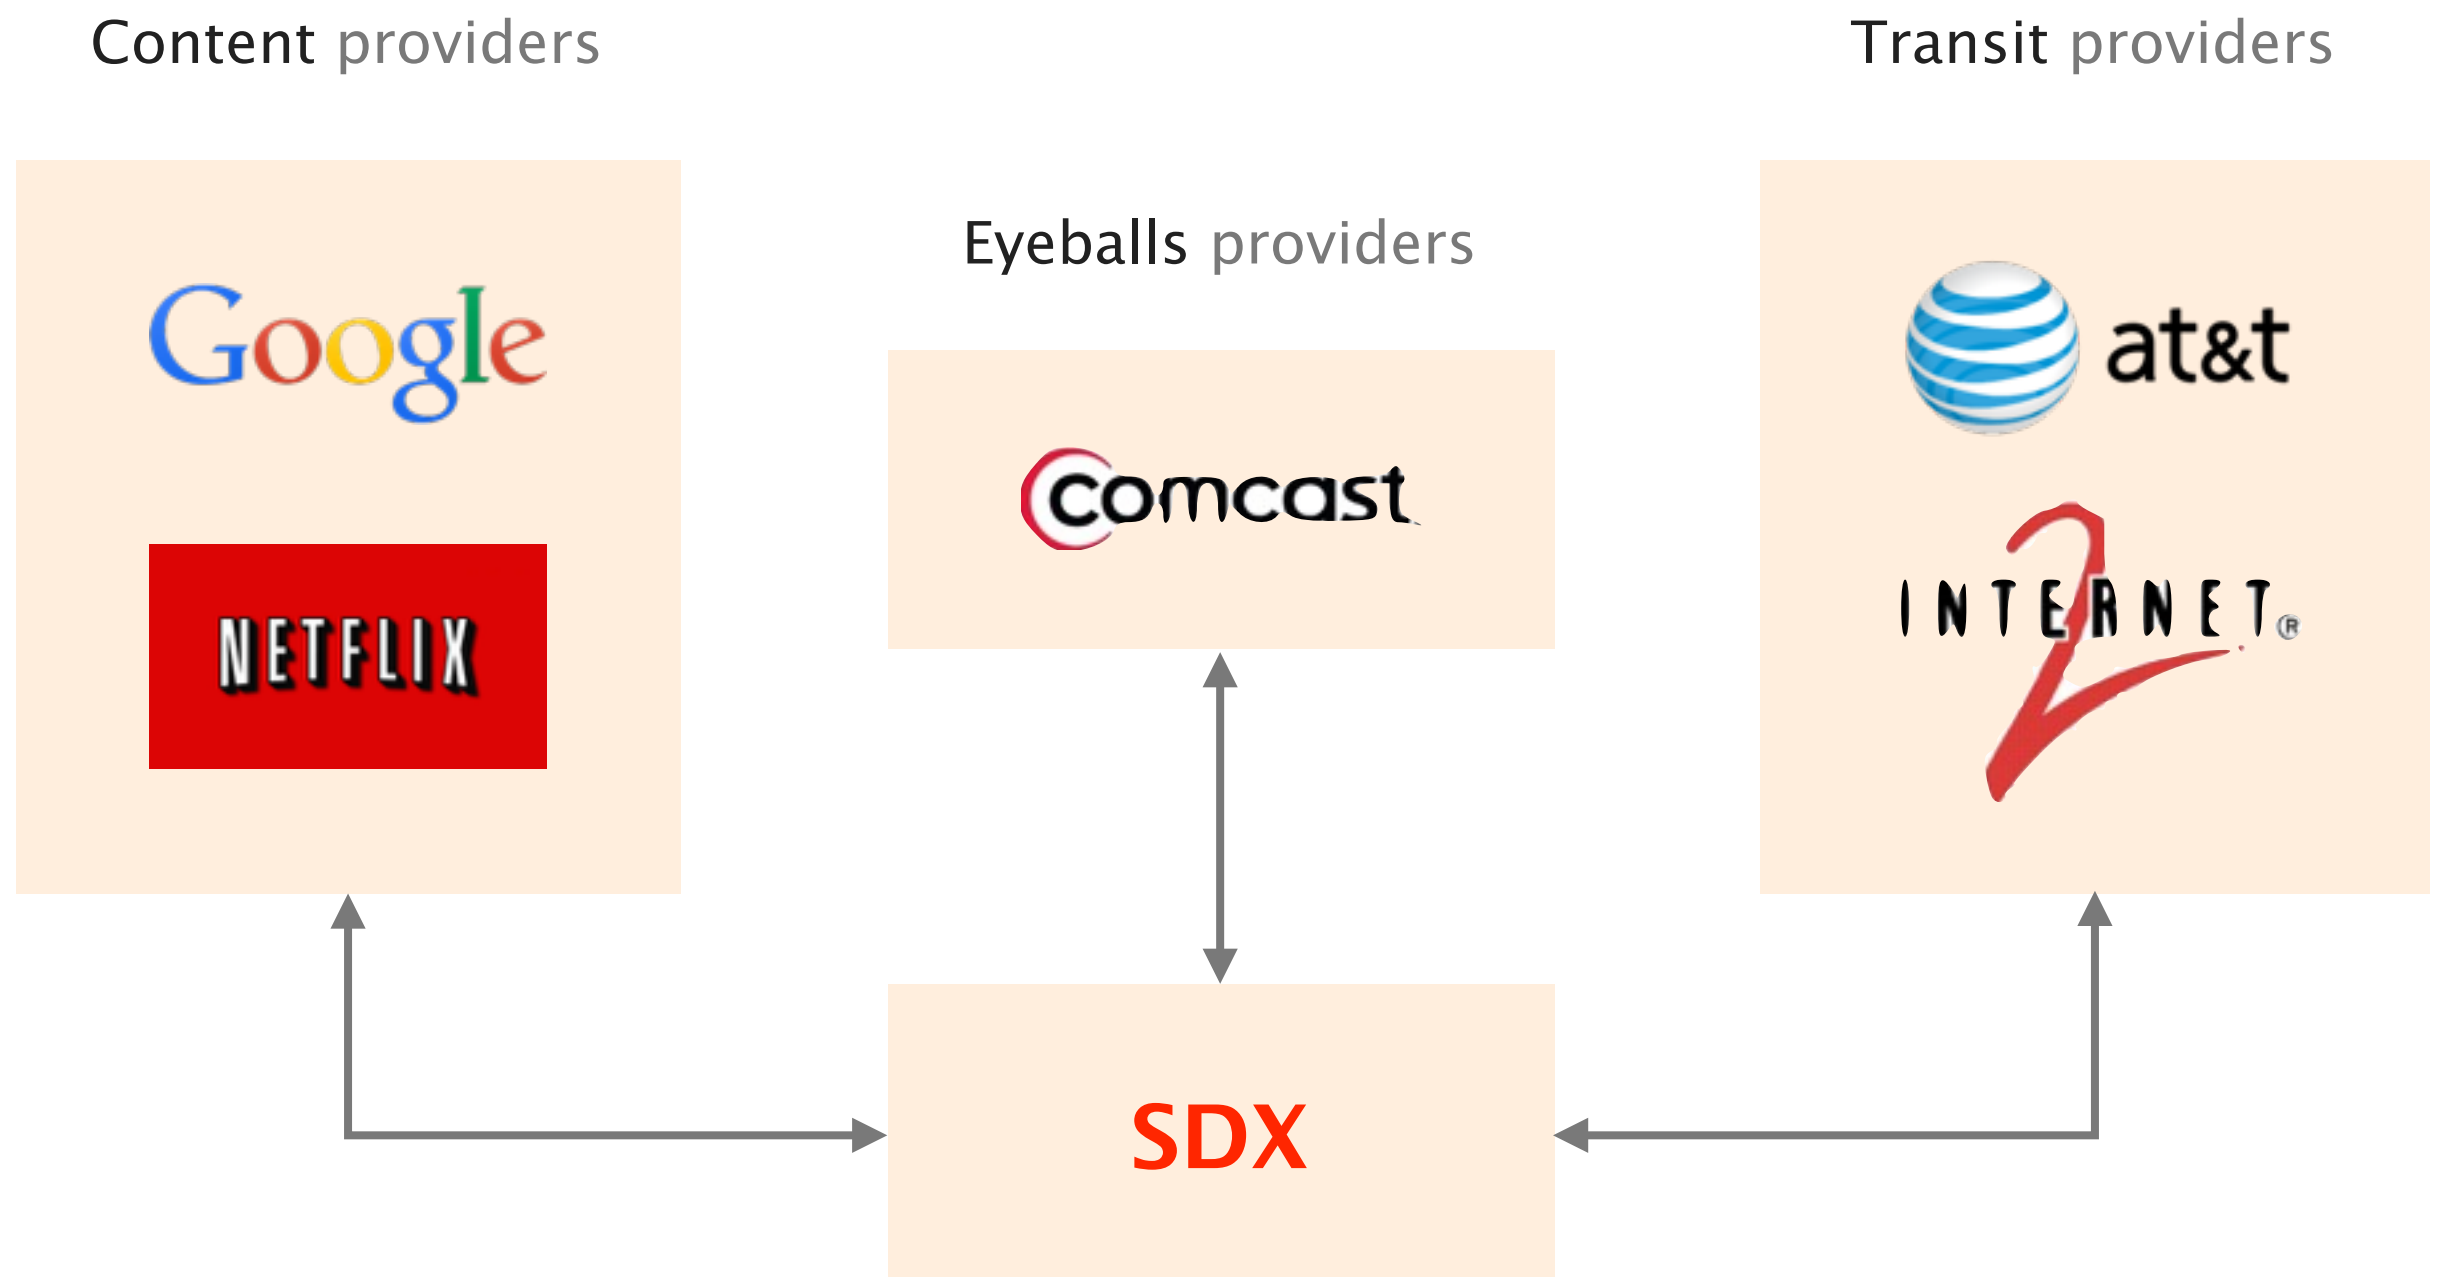 Content providers
Transit providers
Eyeballs providers
Google
at&t
comcast
INTERNET®
2
NETFLIX
SDX